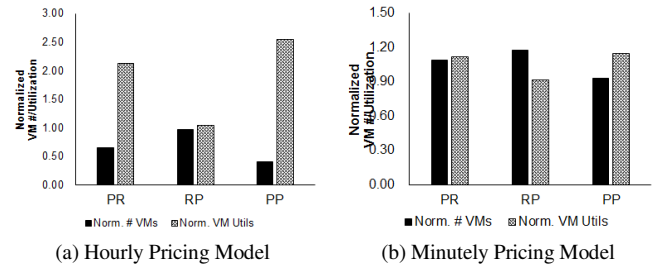 Normalized
VM #/Utilization
3.00
2.50
2.00
1.50
1.00
0.50
0.00
PR RP PP
Norm. # VMs Norm. VM Utils
(a) Hourly Pricing Model
Normalized
VM #/Utilization
1.50
1.20
0.90
0.60
0.30
0.00
PR RP PP
Norm. # VMs Norm. VM Utils
(b) Minutely Pricing Model